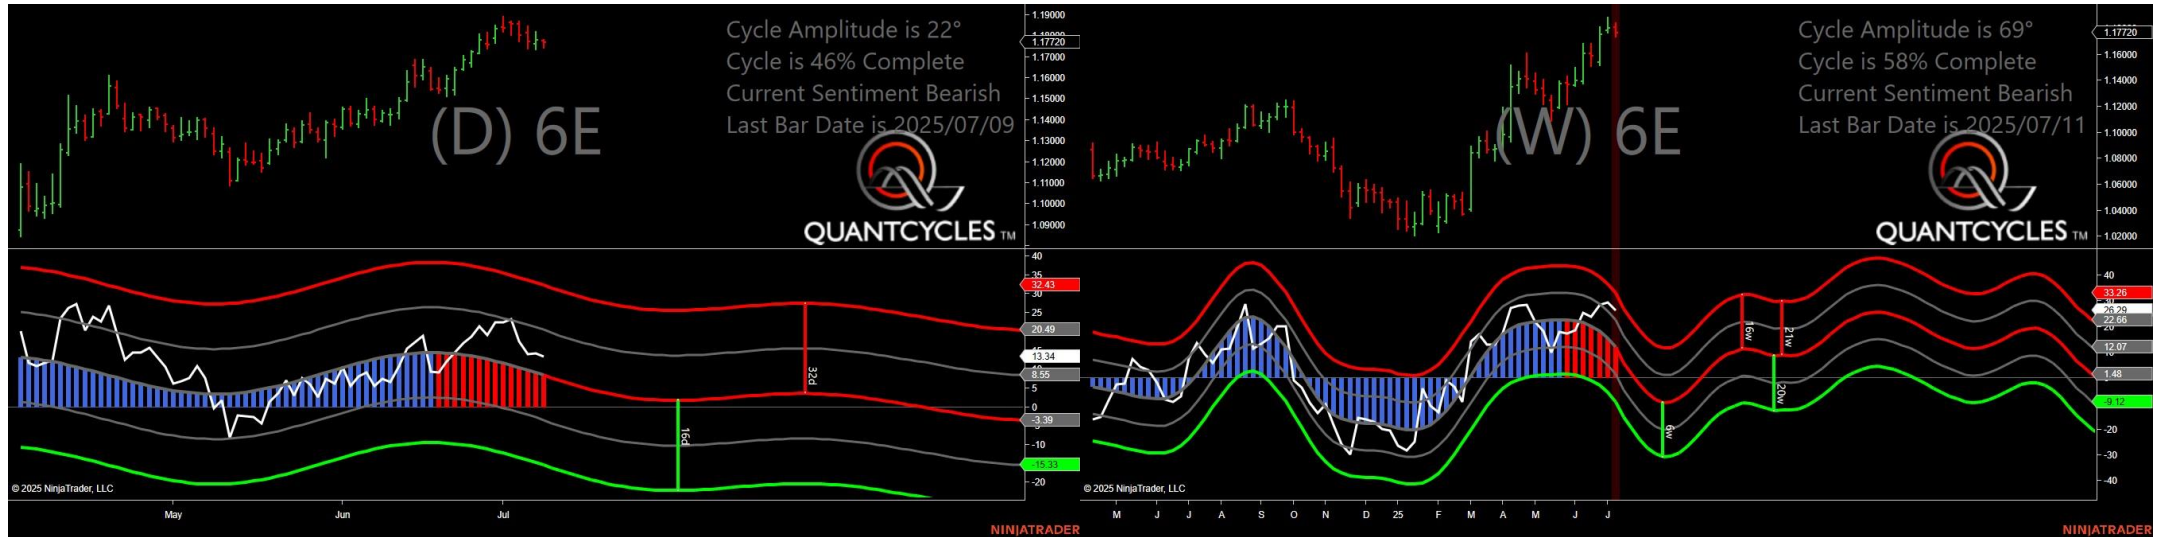 Cycle Amplitude is 22°
Cycle is 46% Complete
Current Sentiment Bearish
Last Bar Date is 2025/07/09
(D) 6E
QUANTCYCLES TM
1.19000
1.17720
1.17000
1.16000
1.15000
1.14000
1.13000
1.12000
1.11000
1.10000
1.09000
40
35
32.43
30
25
20.49
13.34
8.55
5
0
-3.39
-10
-15.33
-20
32d
16d
© 2025 NinjaTrader, LLC
May Jun Jul
NINJATRADER
Cycle Amplitude is 69°
Cycle is 58% Complete
Current Sentiment Bearish
Last Bar Date is 2025/07/11
(W) 6E
QUANTCYCLES TM
1.17720
1.16000
1.14000
1.12000
1.10000
1.08000
1.06000
1.04000
1.02000
40
33.26
26.29
22.66
20
12.07
1.48
-9.12
-20
-30
-40
16w
21w
20w
6w
© 2025 NinjaTrader, LLC
M J J A S O N D 25 F M A M J J
NINJATRADER